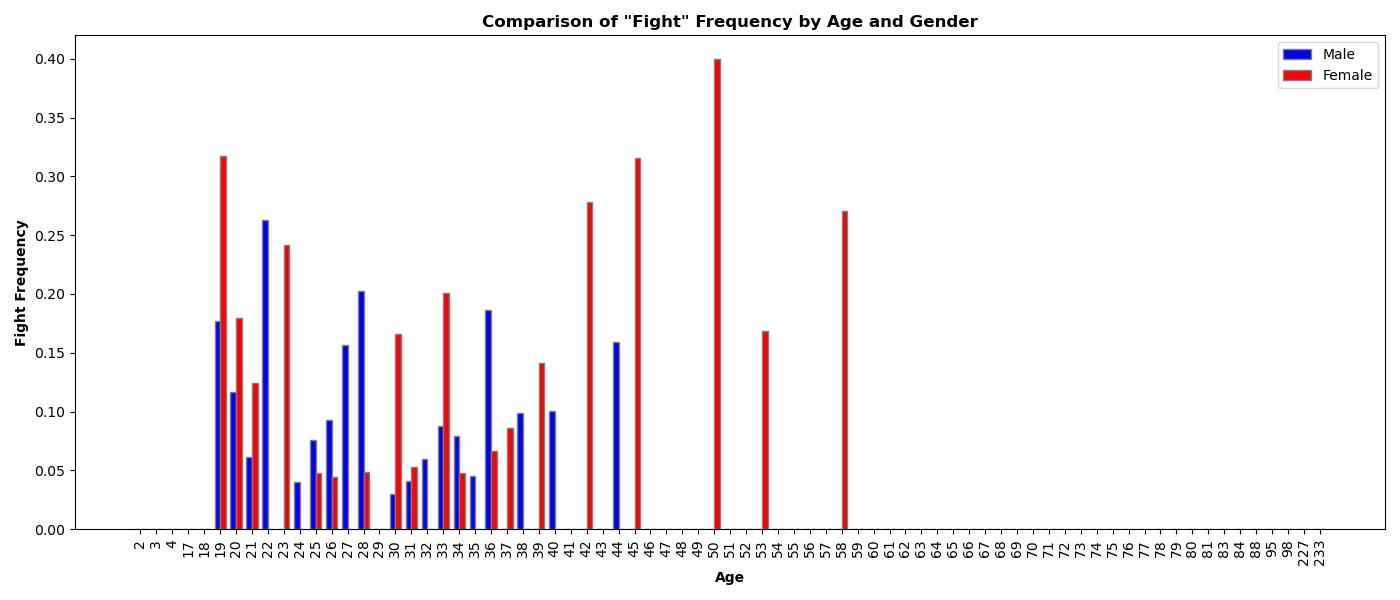 Comparison of "Fight" Frequency by Age and Gender
Male
Female
Fight Frequency
0.40
0.35
0.30
0.25
0.20
0.15
0.10
0.05
0.00
2 3 4 17 18 19 20 21 22 23 24 25 26 27 28 29 30 31 32 33 34 35 36 37 38 39 40 41 42 43 44 45 46 47 48 49 50 51 52 53 54 55 56 57 58 59 60 61 62 63 64 65 66 67 68 69 70 71 72 73 74 75 76 77 78 79 80 81 83 84 88 95 98 227 233
Age